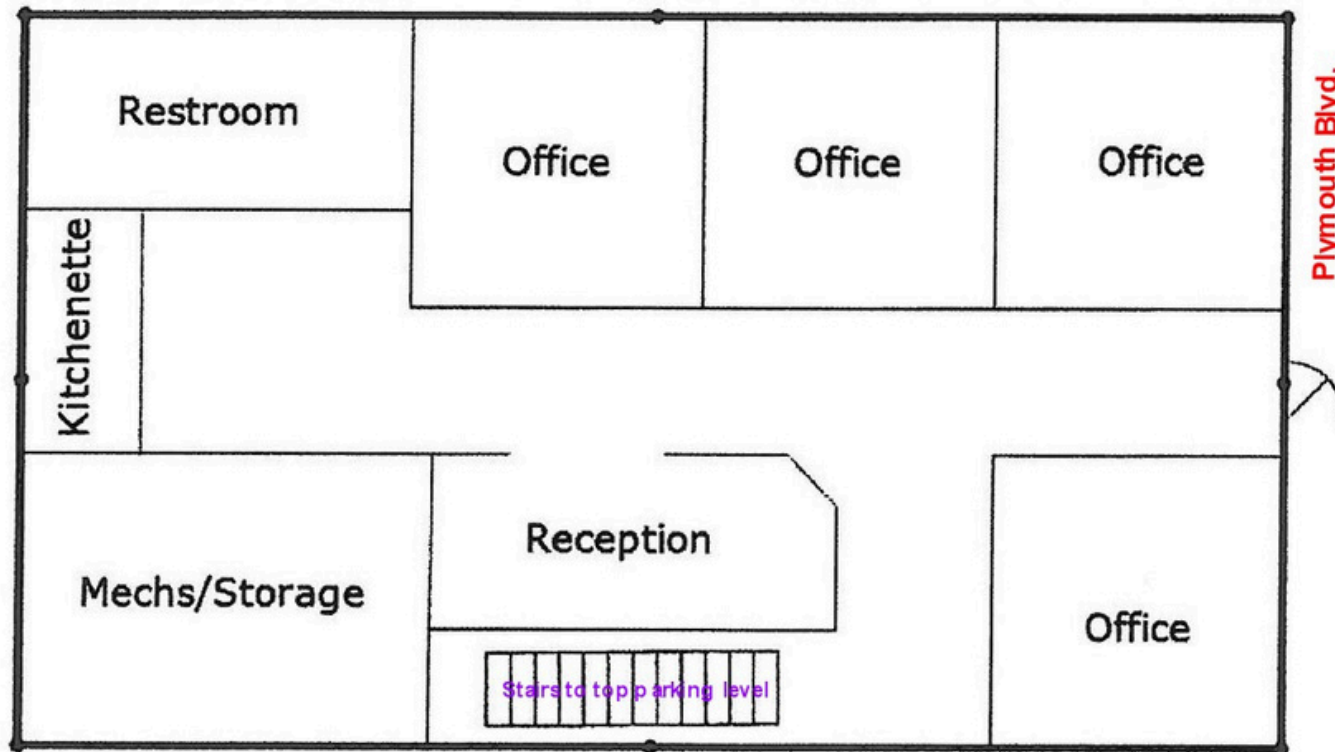 Restroom
Office
Office
Office
Plymouth Blvd.
Kitchenette
Reception
Mechs/Storage
Office
Stairs to top parking level